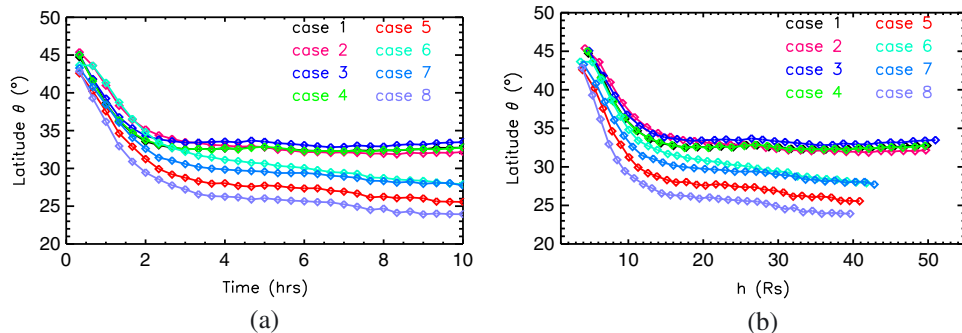 50
45
40
35
30
25
20
Latitude θ (°)
case 1 case 5
case 2 case 6
case 3 case 7
case 4 case 8
0 2 4 6 8 10
Time (hrs)
(a)
50
45
40
35
30
25
20
Latitude θ (°)
case 1 case 5
case 2 case 6
case 3 case 7
case 4 case 8
10 20 30 40 50
h (Rs)
(b)